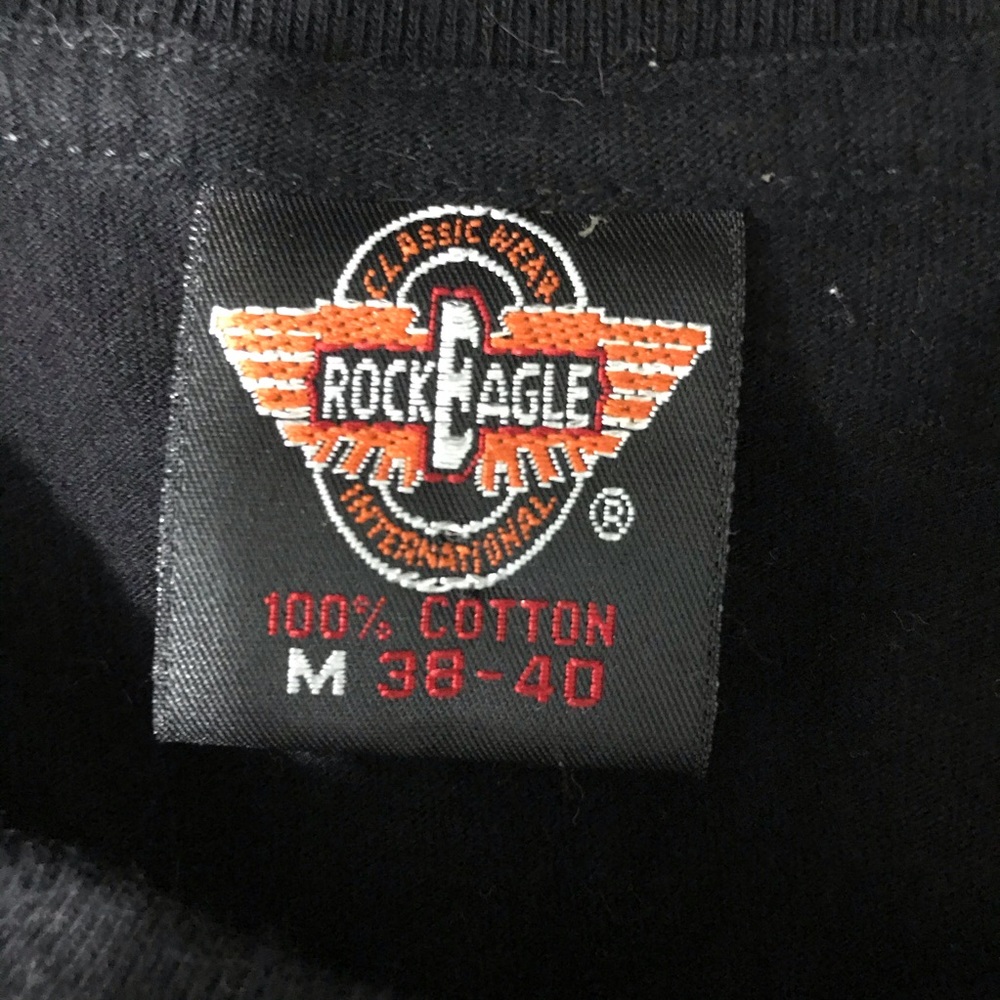 CLASSIC WEAR
ROCK EAGLE
INTERNATIONAL
®
100% COTTON
M 38-40